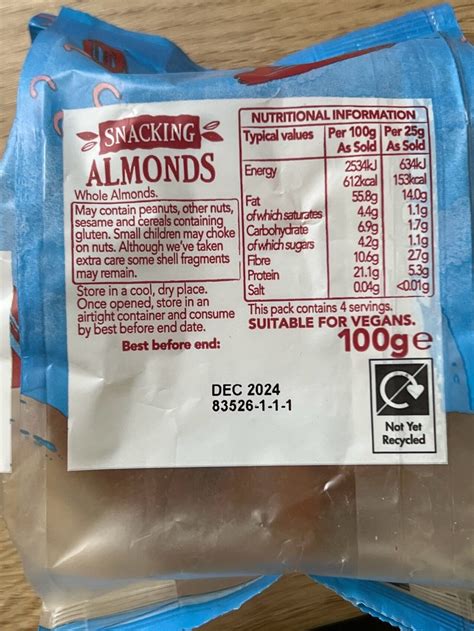 SNACKING
ALMONDS
Whole Almonds.
May contain peanuts, other nuts,
sesame and cereals containing
gluten. Small children may choke
on nuts. Although we've taken
extra care some shell fragments
may remain.
Store in a cool, dry place.
Once opened, store in an
airtight container and consume
by best before end date.
Best before end:
NUTRITIONAL INFORMATION
Typical values Per 100g As Sold Per 25g As Sold
Energy 2534kJ 634kJ
612kcal 153kcal
Fat 55.8g 14.0g
of which saturates 4.4g 1.1g
Carbohydrate 6.9g 1.7g
of which sugars 4.2g 1.1g
Fibre 10.6g 2.7g
Protein 21.1g 5.3g
Salt 0.04g <0.01g
This pack contains 4 servings.
SUITABLE FOR VEGANS.
100g e
DEC 2024
83526-1-1-1
Not Yet
Recycled